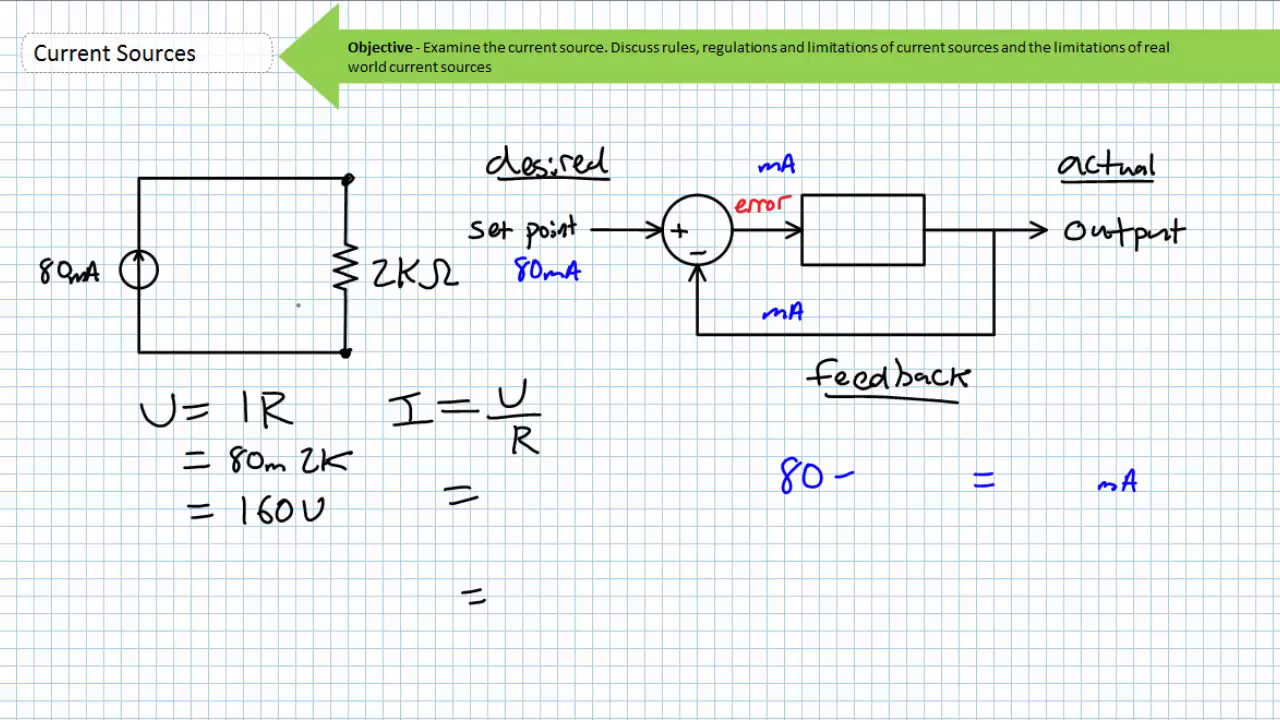 Current Sources
Objective - Examine the current source. Discuss rules, regulations and limitations of current sources and the limitations of real
world current sources
desired
mA
actual
set point
+
-
error
output
80mA
2KΩ
80mA
mA
feedback
U = IR
I = U/R
= 80m 2K
= 160U
=
80 - = mA
=